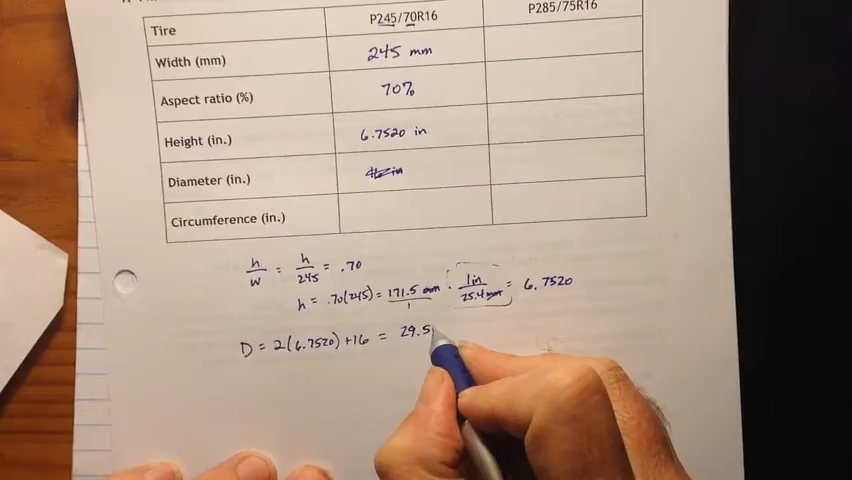 Tire P245/70R16 P285/75R16
Width (mm) 245 mm
Aspect ratio (%) 70%
Height (in.) 6.7520 in
Diameter (in.)
Circumference (in.)
h/w = h/245 = .70
h = .70(245) = 171.5 mm/1 · 1in/25.4mm = 6.7520
D = 2(6.7520)+16 = 29.5